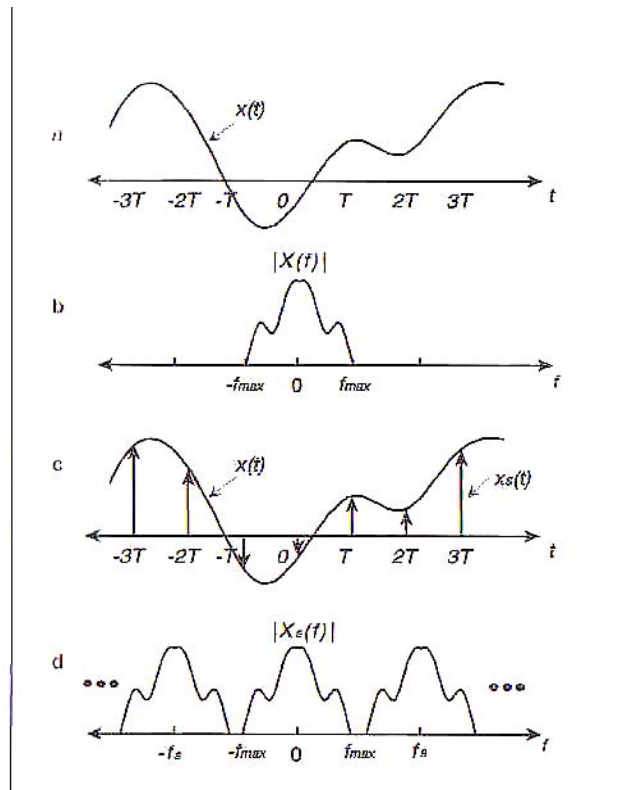 a
x(t)
-3T -2T -T 0 T 2T 3T t
|X(f)|
b
-fmax 0 fmax f
c
x(t) xs(t)
-3T -2T -T 0 T 2T 3T t
|Xs(f)|
d
-fs -fmax 0 fmax fs f